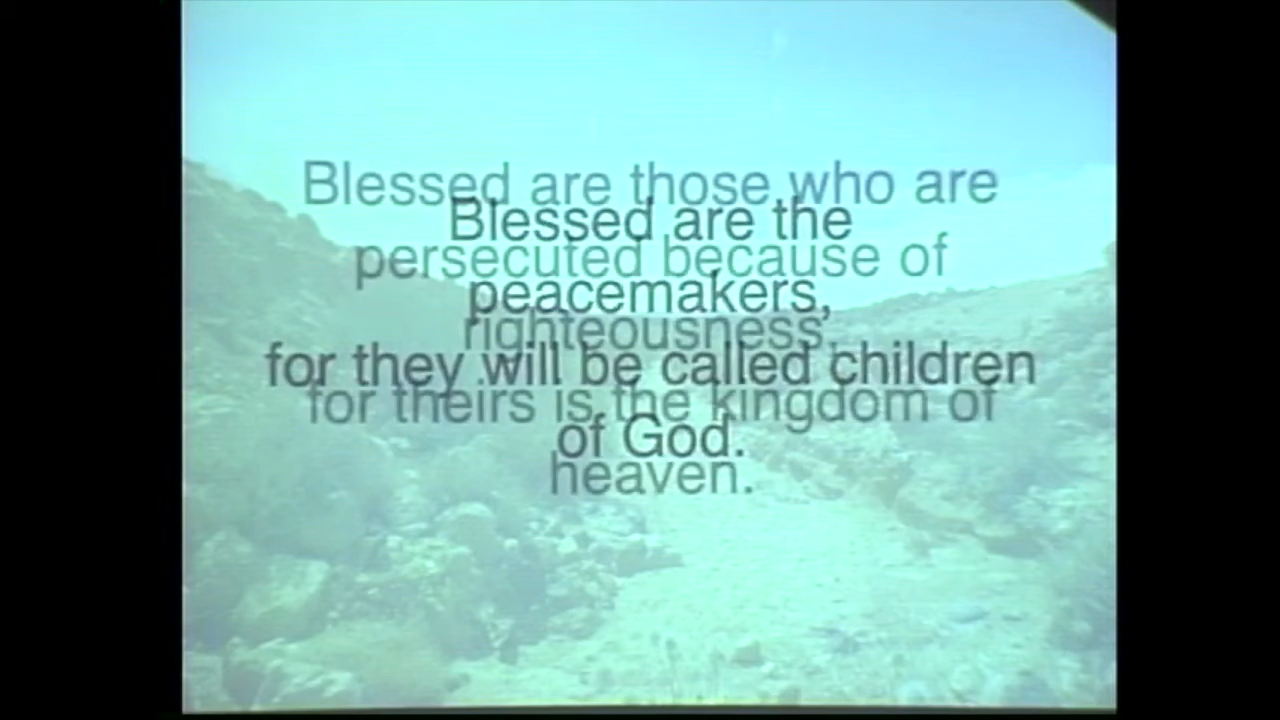 Blessed are those who are
Blessed are the
persecuted because of
peacemakers,
righteousness,
for they will be called children
for theirs is the kingdom of
of God.
heaven.